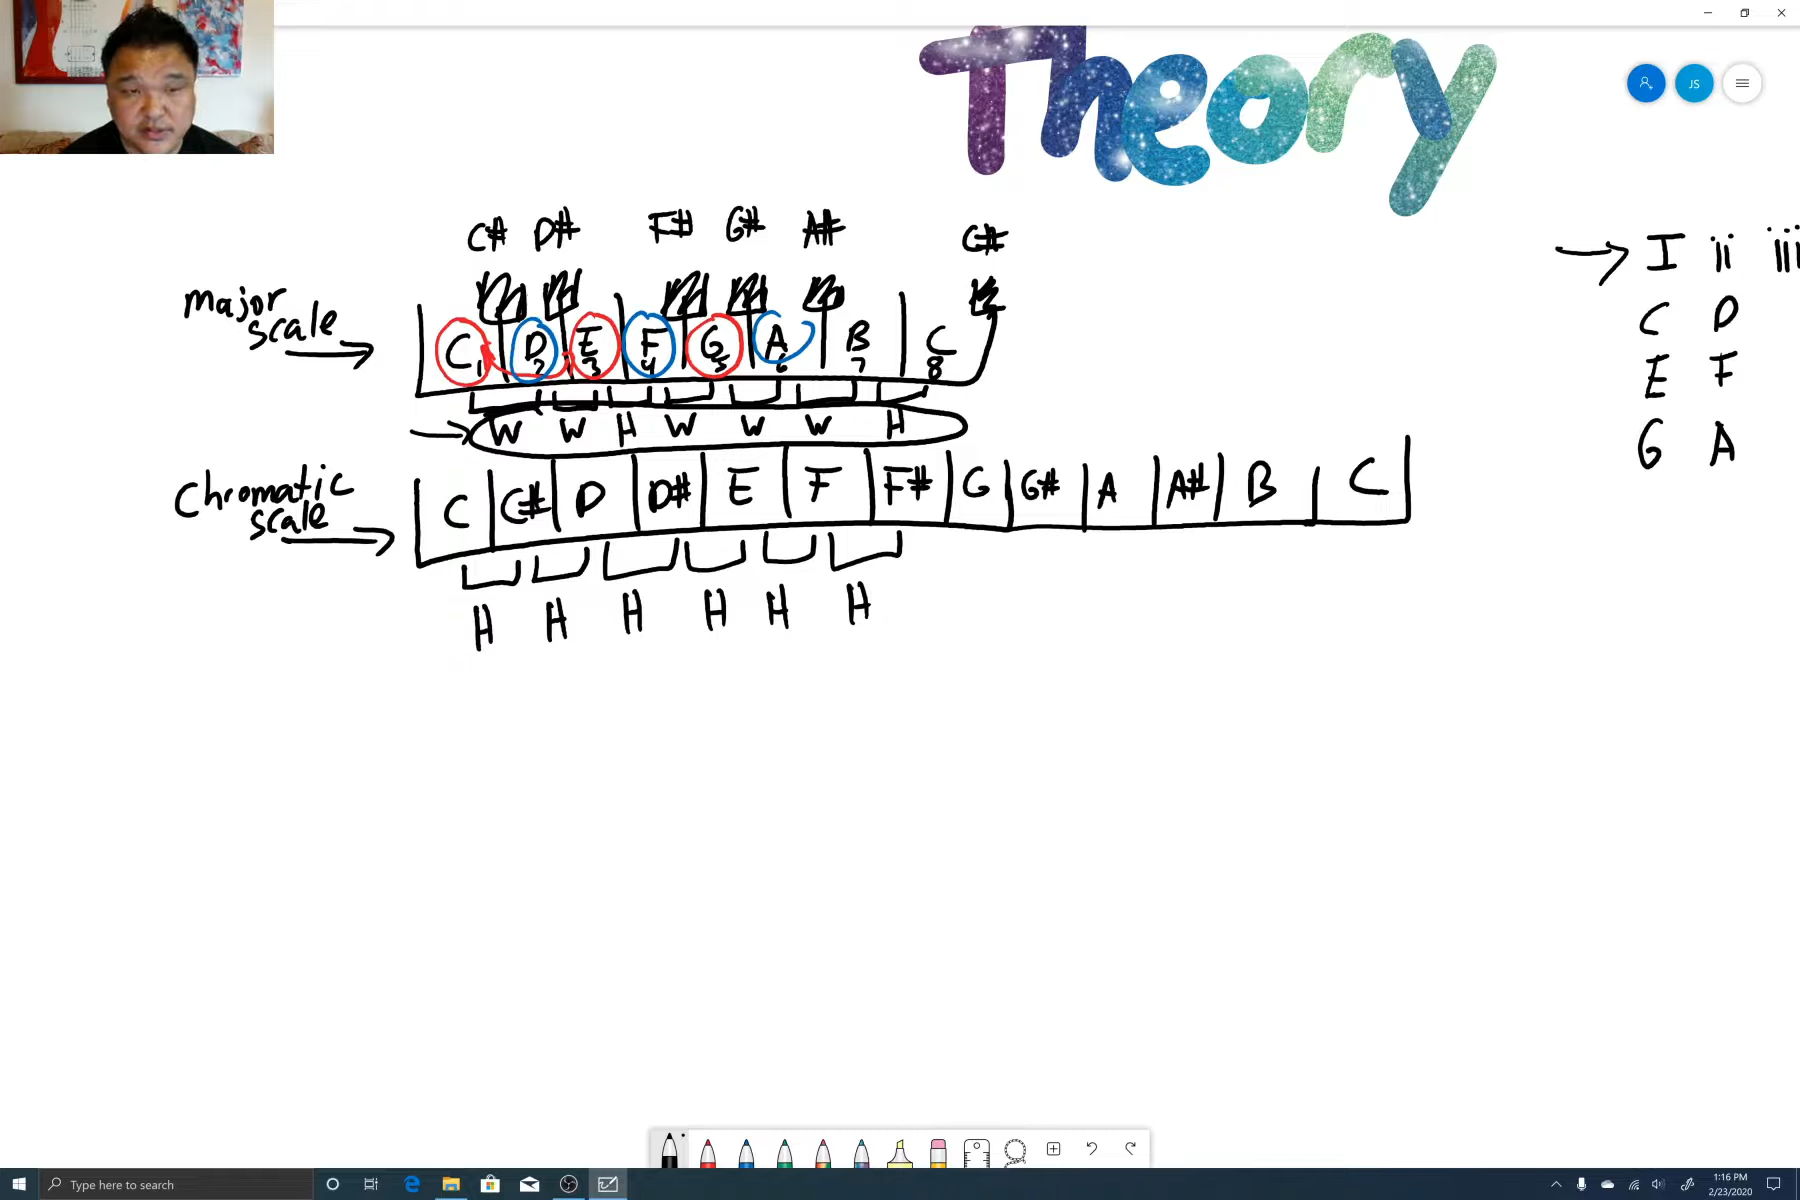 Theory
JS
C# D# F# G# A# C#
→ I ii iii
Major scale →
C D E F G A B C
1 2 3 4 5 6 7 8
C D
E F
G A
→ W W H W W W H
Chromatic scale →
C C# D D# E F F# G G# A A# B C
H H H H H H
Type here to search
1:16 PM
2/23/2020